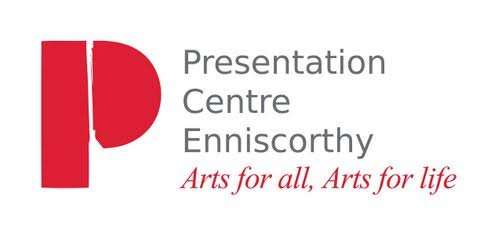 Presentation
Centre
Enniscorthy
Arts for all, Arts for life